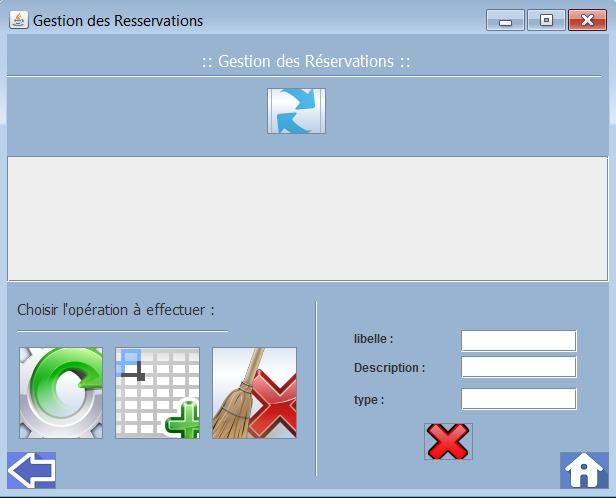 Gestion des Resservations
:: Gestion des Réservations ::
Choisir l'opération à effectuer :
libelle :
Description :
type :